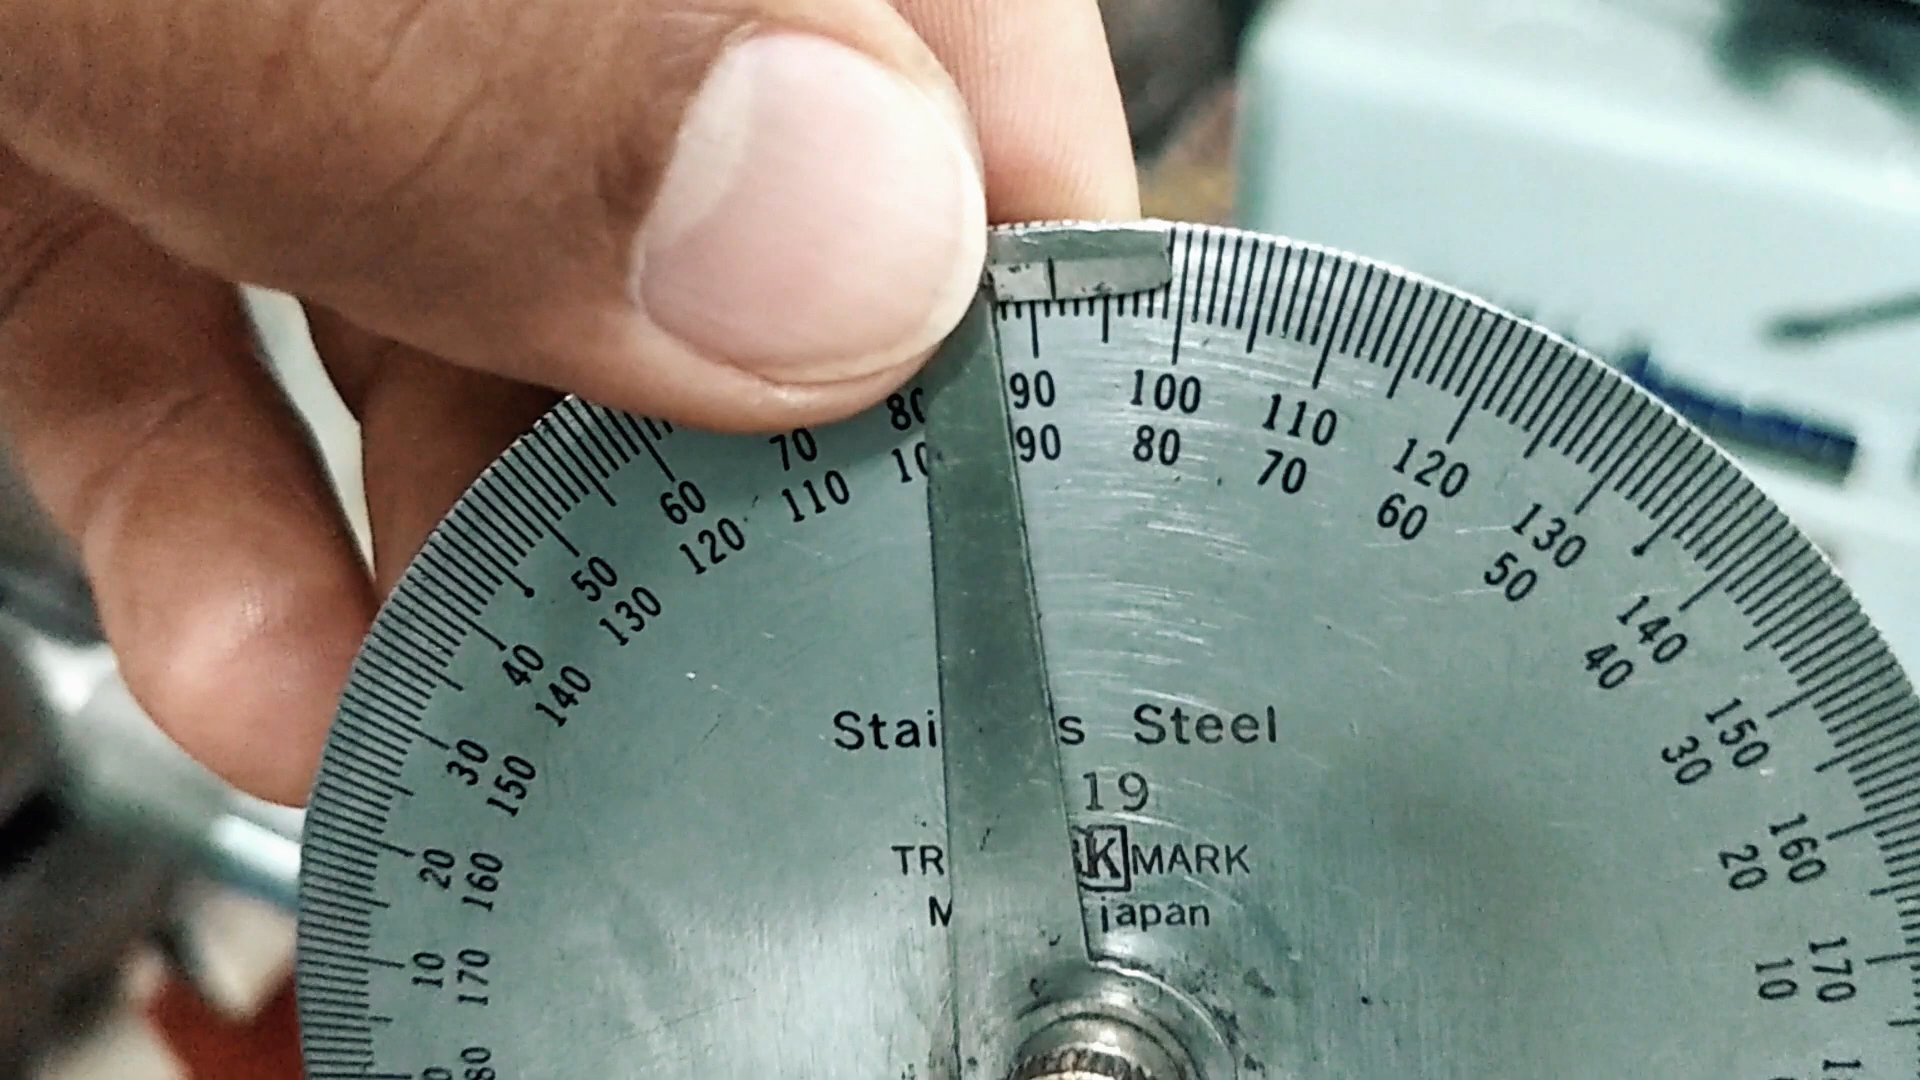 60 70 80 90 100 110 120 130 140 150 160 170
120 110 10 90 80 70 60 50 40 30 20 10
50 40 30 20 10
130 140 150 160 170
Stai s Steel
19
TR K MARK
M japan